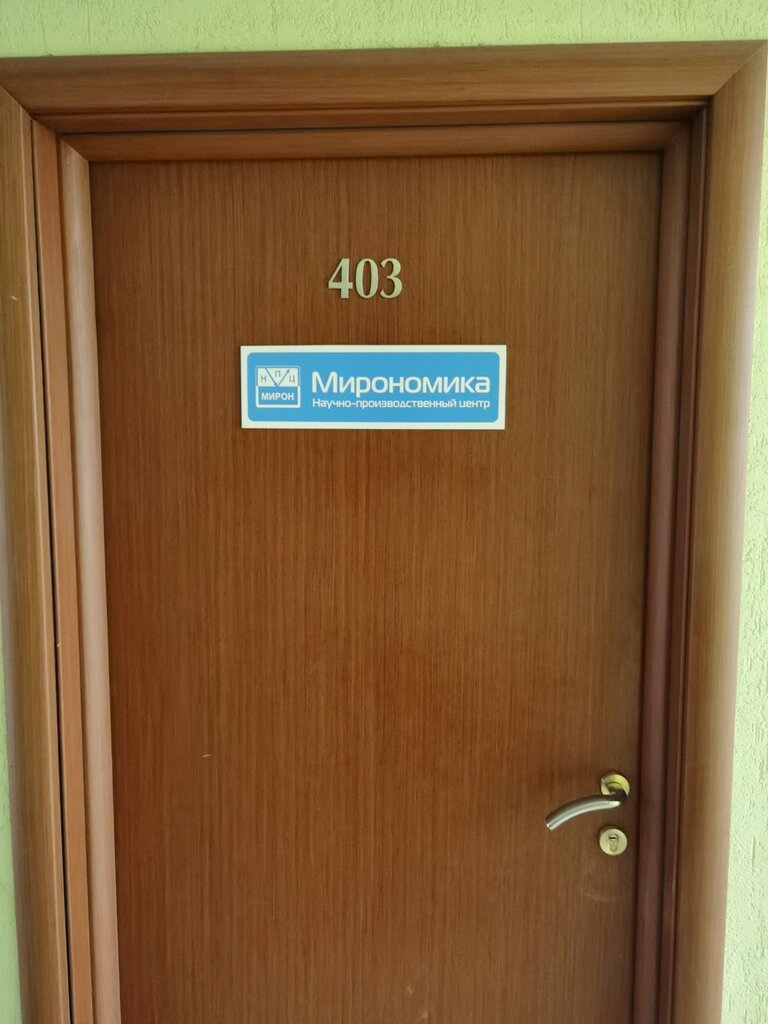 403
Н П Ц
МИРОН
Мирономика
Научно-производственный центр